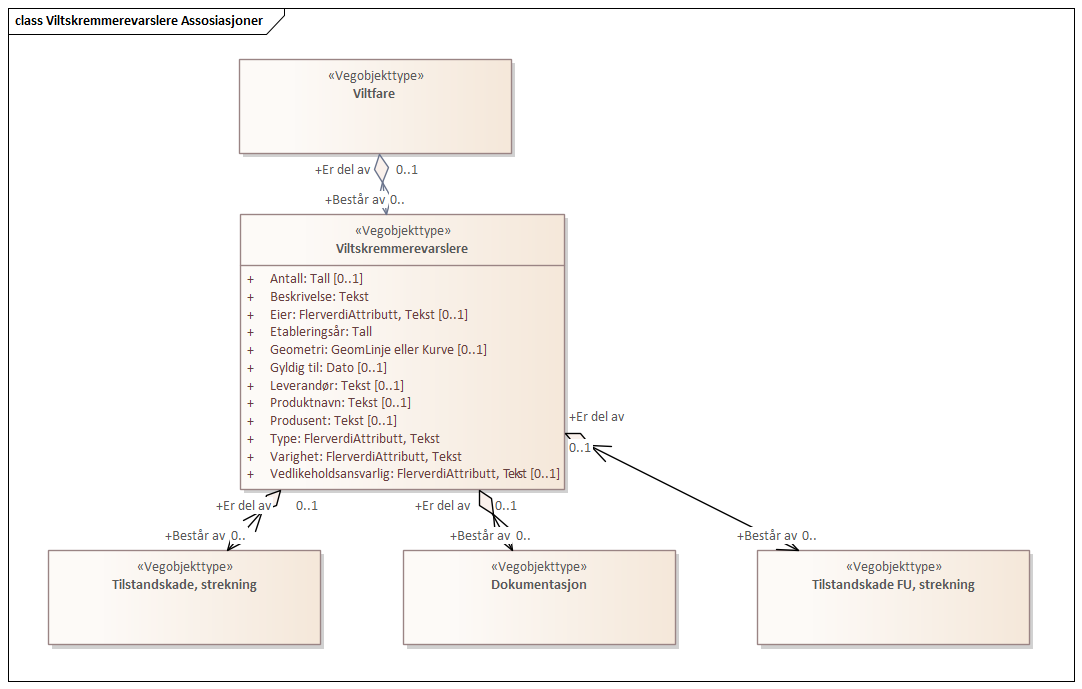 class Viltskremmerevarslere Assosiasjoner
«Vegobjekttype»
Viltfare
+Er del av 0..1
+Består av 0..
«Vegobjekttype»
Viltskremmerevarslere
+ Antall: Tall [0..1]
+ Beskrivelse: Tekst
+ Eier: FlerverdiAttributt, Tekst [0..1]
+ Etableringsår: Tall
+ Geometri: GeomLinje eller Kurve [0..1]
+ Gyldig til: Dato [0..1]
+ Leverandør: Tekst [0..1]
+ Produktnavn: Tekst [0..1]
+ Produsent: Tekst [0..1]
+ Type: FlerverdiAttributt, Tekst
+ Varighet: FlerverdiAttributt, Tekst
+ Vedlikeholdsansvarlig: FlerverdiAttributt, Tekst [0..1]
+Er del av
0..1
+Er del av 0..1
+Er del av 0..1
+Består av 0..
+Består av 0..
+Består av 0..
«Vegobjekttype»
Tilstandskade, strekning
«Vegobjekttype»
Dokumentasjon
«Vegobjekttype»
Tilstandskade FU, strekning